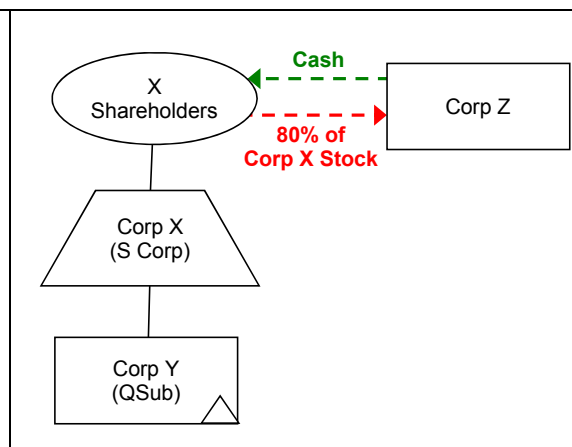 Cash
X
Shareholders
Corp Z
80% of
Corp X Stock
Corp X
(S Corp)
Corp Y
(QSub)